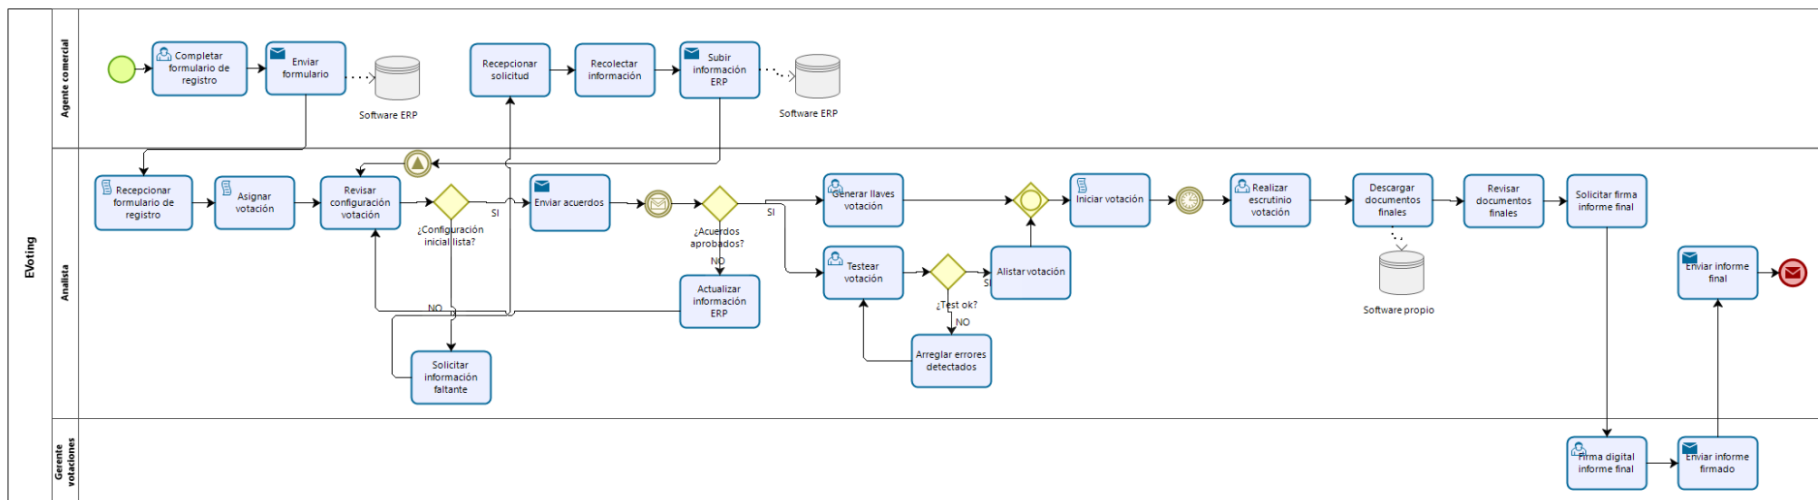 EVoting
Agente comercial
Completar
formulario de
registro
Enviar
formulario
Software ERP
Recepcionar
solicitud
Recolectar
información
Subir
información
ERP
Software ERP
Analista
Recepcionar
formulario de
registro
Asignar
votación
Revisar
configuración
votación
¿Configuración
inicial lista?
SI
NO
Solicitar
información
faltante
Enviar acuerdos
¿Acuerdos
aprobados?
SI
NO
Actualizar
información
ERP
Generar llaves
votación
Testear
votación
¿Test ok?
SI
NO
Arreglar errores
detectados
Alistar votación
Iniciar votación
Realizar
escrutinio
votación
Descargar
documentos
finales
Software propio
Revisar
documentos
finales
Solicitar firma
informe final
Enviar informe
final
Gerente
votaciones
Firma digital
informe final
Enviar informe
firmado